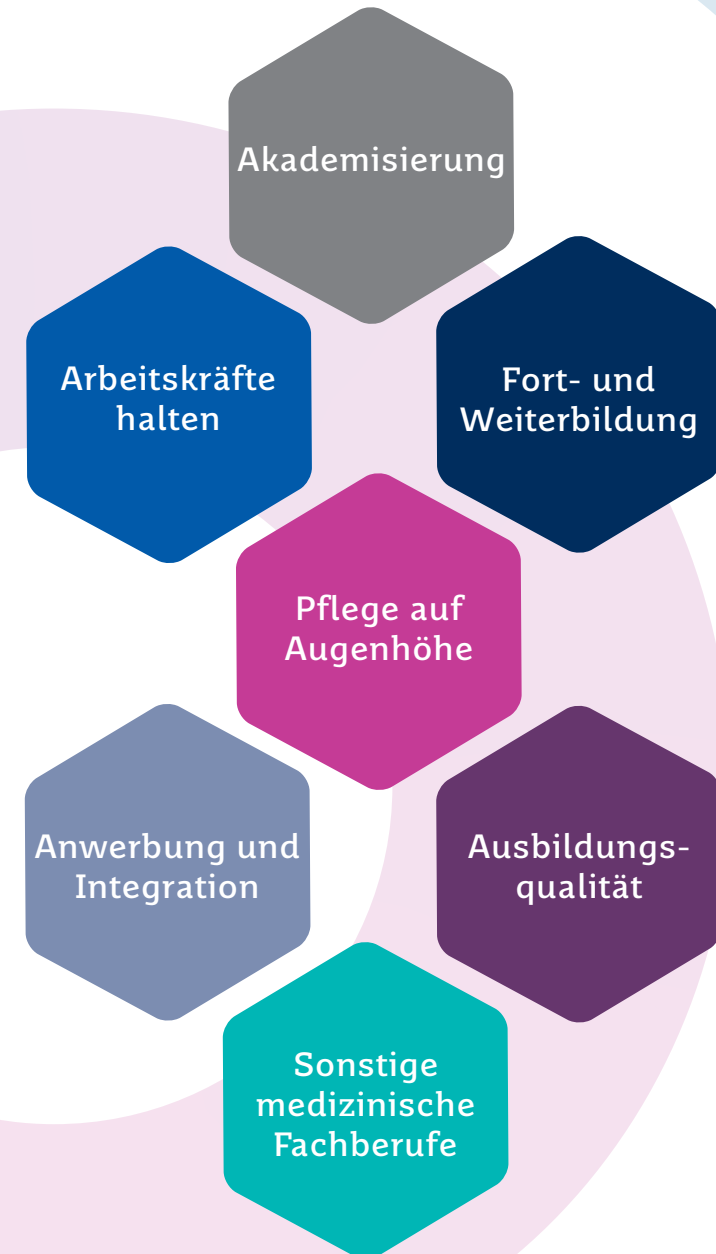 Akademisierung
Arbeitskräfte
halten
Fort- und
Weiterbildung
Pflege auf
Augenhöhe
Anwerbung und
Integration
Ausbildungs-
qualität
Sonstige
medizinische
Fachberufe